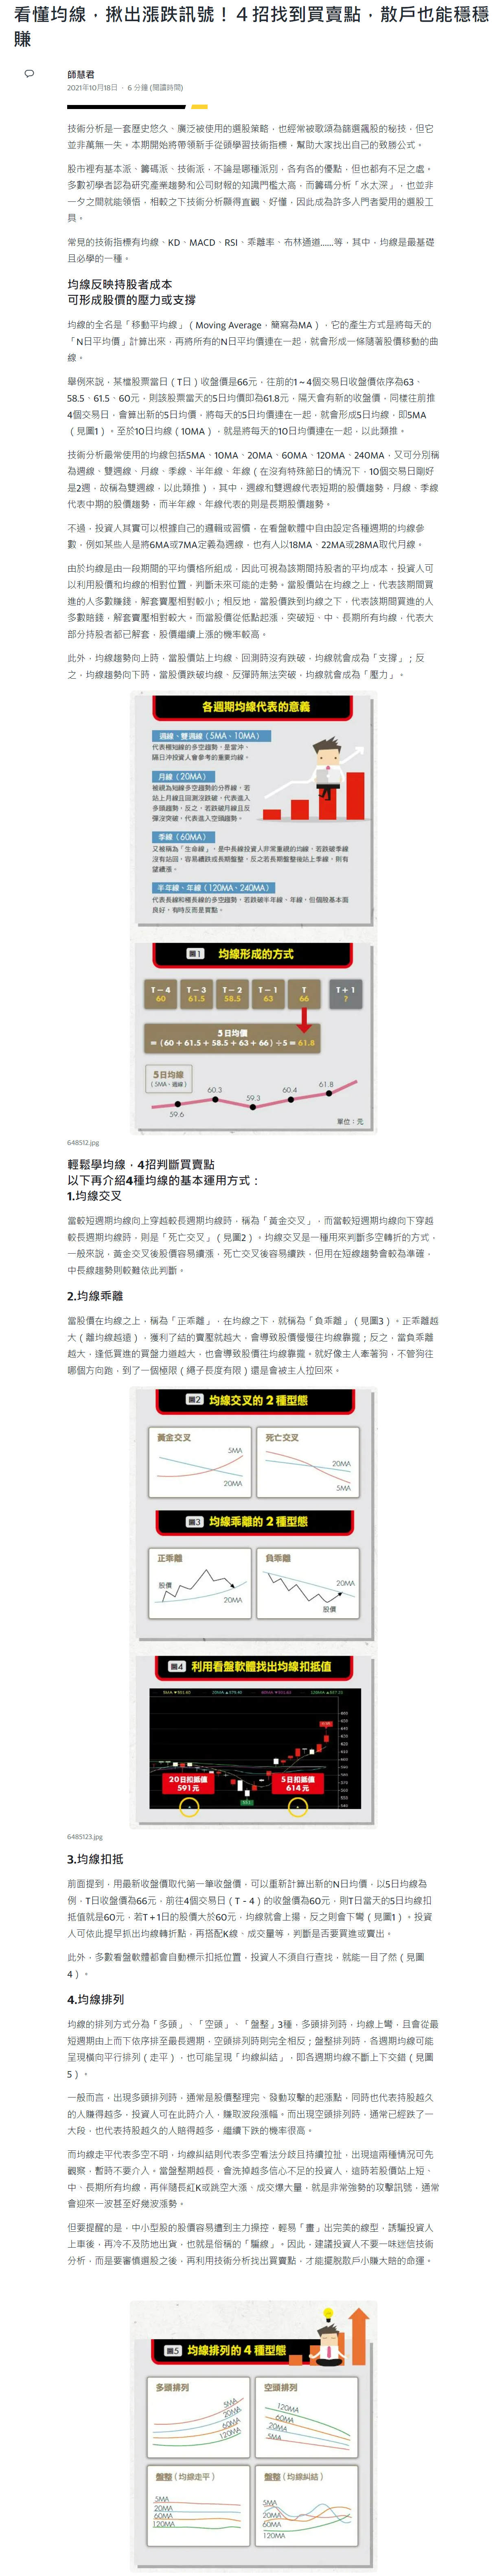 看懂均線，揪出漲跌訊號！４招找到買賣點，散戶也能穩穩
賺
師慧君
2021年10月18日 · 6 分鐘 (閱讀時間)
技術分析是一套歷史悠久、廣泛被使用的選股策略，也經常被歌頌為篩選飆股的秘技，但它
並非萬無一失。本期開始將帶領新手從頭學習技術指標，幫助大家找出自己的致勝公式。
股市裡有基本派、籌碼派、技術派，不論是哪種派別，各有各的優點，但也都有不足之處。
多數初學者認為研究產業趨勢和公司財報的知識門檻太高，而籌碼分析「水太深」，也並非
一夕之間就能領悟，相較之下技術分析顯得直觀、好懂，因此成為許多人門者愛用的選股工
具。
常見的技術指標有均線、KD、MACD、RSI、乖離率、布林通道……等，其中，均線是最基礎
且必學的一種。
均線反映持股者成本
可形成股價的壓力或支撐
均線的全名是「移動平均線」（Moving Average，簡寫為MA），它的產生方式是將每天的
「N日平均價」計算出來，再將所有的N日平均價連在一起，就會形成一條隨著股價移動的曲
線。
舉例來說，某檔股票當日（T日）收盤價是66元，往前的1～4個交易日收盤價依序為63、
58.5、61.5、60元，則該股票當天的5日均價即為61.8元，隔天會有新的收盤價，同樣往前推
4個交易日，會算出新的5日均價，將每天的5日均價連在一起，就會形成5日均線，即5MA
（見圖1）。至於10日均線（10MA），就是將每天的10日均價連在一起，以此類推。
技術分析最常使用的均線包括5MA、10MA、20MA、60MA、120MA、240MA，又可分別稱
為週線、雙週線、月線、季線、半年線、年線（在沒有特殊節日的情況下，10個交易日剛好
是2週，故稱為雙週線，以此類推），其中，週線和雙週線代表短期的股價趨勢，月線、季線
代表中期的股價趨勢，而半年線、年線代表的則是長期股價趨勢。
不過，投資人其實可以根據自己的邏輯或習慣，在看盤軟體中自由設定各種週期的均線參
數，例如某些人是將6MA或7MA定義為週線，也有人以18MA、22MA或28MA取代月線。
由於均線是由一段期間的平均價格所組成，因此可視為該期間持股者的平均成本，投資人可
以利用股價和均線的相對位置，判斷未來可能的走勢。當股價站在均線之上，代表該期間買
進的人多數賺錢，解套賣壓相對較小；相反地，當股價跌到均線之下，代表該期間買進的人
多數賠錢，解套賣壓相對較大。而當股價從低點起漲，突破短、中、長期所有均線，代表大
部分持股者都已解套，股價繼續上漲的機率較高。
此外，均線趨勢向上時，當股價站上均線、回測時沒有跌破，均線就會成為「支撐」；反
之，均線趨勢向下時，當股價跌破均線、反彈時無法突破，均線就會成為「壓力」。
各週期均線代表的意義
週線、雙週線（5MA、10MA）
代表極短線的多空趨勢，是當沖、
隔日沖投資人會參考的重要均線。
月線（20MA）
被視為短線多空趨勢的分界線，若
站上月線且回測沒跌破，代表進入
多頭趨勢，反之，若跌破月線且反
彈沒突破，代表進入空頭趨勢。
季線（60MA）
又被稱為「生命線」，是中長線投資人非常重視的均線，若跌破季線
沒有站回，容易續跌或長期盤整，反之若長期盤整後站上季線，則有
望續漲。
半年線、年線（120MA、240MA）
代表長線和極長線的多空趨勢，若跌破半年線、年線，但個股基本面
良好，有時反而是買點。
圖1 均線形成的方式
T－4 T－3 T－2 T－1 T T＋1
60 61.5 58.5 63 66 ?
5日均價
＝（60＋61.5＋58.5＋63＋66）÷5＝61.8
5日均線
（5MA、週線）
59.6 60.3 59.3 60.4 61.8
單位：元
648512.jpg
輕鬆學均線，4招判斷買賣點
以下再介紹4種均線的基本運用方式：
1.均線交叉
當較短週期均線向上穿越較長週期均線時，稱為「黃金交叉」，而當較短週期均線向下穿越
較長週期均線時，則是「死亡交叉」（見圖2）。均線交叉是一種用來判斷多空轉折的方式，
一般來說，黃金交叉後股價容易續漲，死亡交叉後容易續跌，但用在短線趨勢會較為準確，
中長線趨勢則較難依此判斷。
2.均線乖離
當股價在均線之上，稱為「正乖離」，在均線之下，就稱為「負乖離」（見圖3）。正乖離越
大（離均線越遠），獲利了結的賣壓就越大，會導致股價慢慢往均線靠攏；反之，當負乖離
越大，逢低買進的買盤力道越大，也會導致股價往均線靠攏。就好像主人牽著狗，不管狗往
哪個方向跑，到了一個極限（繩子長度有限）還是會被主人拉回來。
圖2 均線交叉的 2 種型態
黃金交叉
5MA
20MA
死亡交叉
20MA
5MA
圖3 均線乖離的 2 種型態
正乖離
股價
20MA
負乖離
20MA
股價
圖4 利用看盤軟體找出均線扣抵值
20日扣抵值
591元
5日扣抵值
614元
6485123.jpg
3.均線扣抵
前面提到，用最新收盤價取代第一筆收盤價，可以重新計算出新的N日均價，以5日均線為
例，T日收盤價為66元，前往4個交易日（T－4）的收盤價為60元，則T日當天的5日均線扣
抵值就是60元，若T＋1日的股價大於60元，均線就會上揚，反之則會下彎（見圖1）。投資
人可依此提早抓出均線轉折點，再搭配K線、成交量等，判斷是否要買進或賣出。
此外，多數看盤軟體都會自動標示扣抵位置，投資人不須自行查找，就能一目了然（見圖
4）。
4.均線排列
均線的排列方式分為「多頭」、「空頭」、「盤整」3種，多頭排列時，均線上彎，且會從最
短週期由上而下依序排至最長週期，空頭排列時則完全相反；盤整排列時，各週期均線可能
呈現橫向平行排列（走平），也可能呈現「均線糾結」，即各週期均線不斷上下交錯（見圖
5）。
一般而言，出現多頭排列時，通常是股價整理完、發動攻擊的起漲點，同時也代表持股越久
的人賺得越多，投資人可在此時介入，賺取波段漲幅。而出現空頭排列時，通常已經跌了一
大段，也代表持股越久的人賠得越多，繼續下跌的機率很高。
而均線走平代表多空不明，均線糾結則代表多空看法分歧且持續拉扯，出現這兩種情況可先
觀察，暫時不要介入。當盤整期越長，會洗掉越多信心不足的投資人，這時若股價站上短、
中、長期所有均線，再伴隨長紅K或跳空大漲、成交爆大量，就是非常強勢的攻擊訊號，通常
會迎來一波甚至好幾波漲勢。
但要提醒的是，中小型股的股價容易遭到主力操控，輕易「畫」出完美的線型，誘騙投資人
上車後，再冷不及防地出貨，也就是俗稱的「騙線」。因此，建議投資人不要一味迷信技術
分析，而是要審慎選股之後，再利用技術分析找出買賣點，才能擺脫散戶小賺大賠的命運。
圖5 均線排列的 4 種型態
多頭排列
5MA
20MA
60MA
120MA
空頭排列
120MA
60MA
20MA
5MA
盤整（均線走平）
5MA
20MA
60MA
120MA
盤整（均線糾結）
5MA
20MA
60MA
120MA